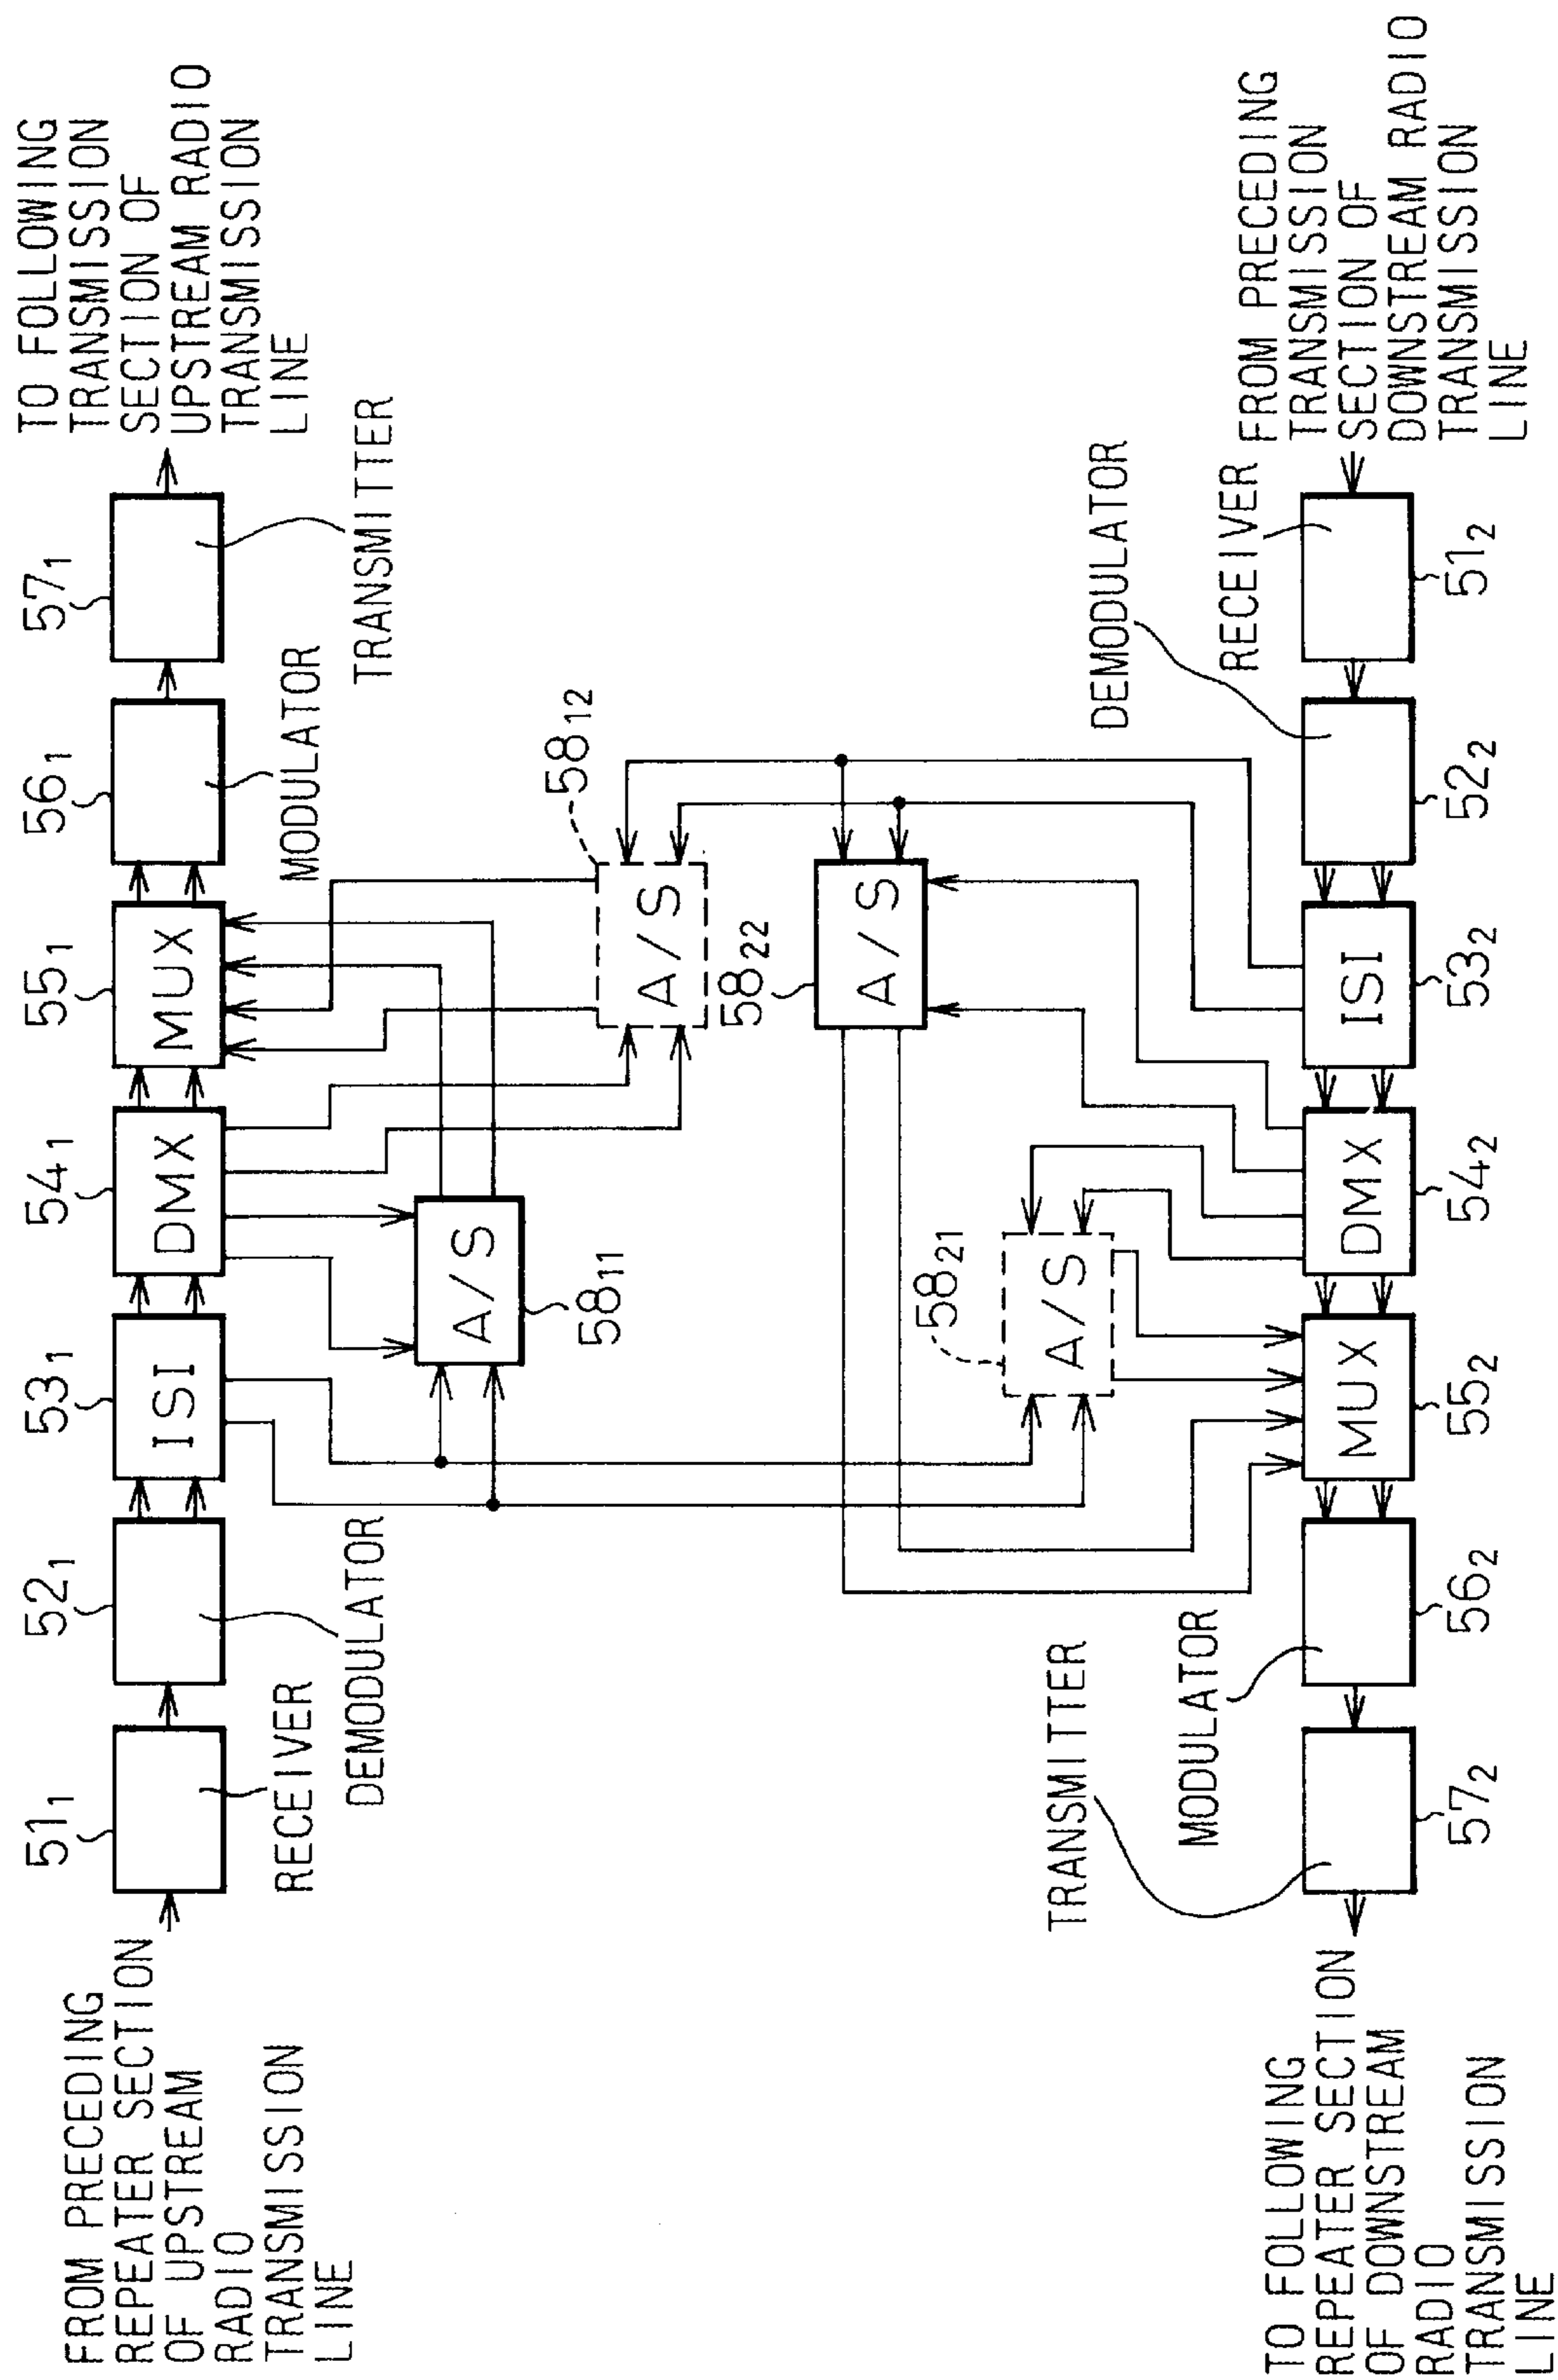 FROM PRECEDING
REPEATER SECTION
OF UPSTREAM
RADIO
TRANSMISSION
LINE
51₁
RECEIVER
52₁
DEMODULATOR
53₁
ISI
54₁
DMX
55₁
MUX
56₁
MODULATOR
57₁
TRANSMITTER
TO FOLLOWING
TRANSMISSION
SECTION OF
UPSTREAM RADIO
TRANSMISSION
LINE
A/S
58₁₁
58₁₂
A/S
58₂₁
A/S
58₂₂
A/S
TO FOLLOWING
REPEATER SECTION
OF DOWNSTREAM
RADIO
TRANSMISSION
LINE
TRANSMITTER
57₂
MODULATOR
56₂
MUX
55₂
DMX
54₂
ISI
53₂
DEMODULATOR
52₂
RECEIVER
51₂
FROM PRECEDING
TRANSMISSION
SECTION OF
DOWNSTREAM RADIO
TRANSMISSION
LINE